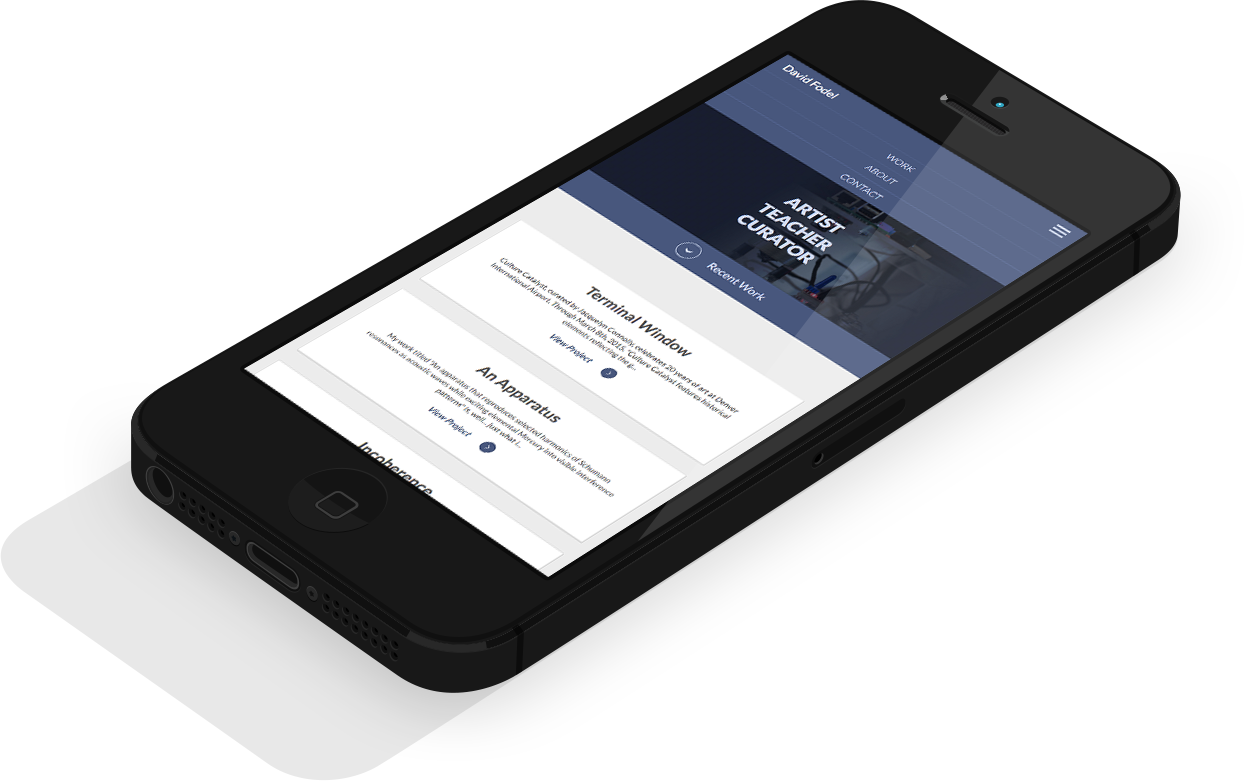 David Fodel
WORK
ABOUT
CONTACT
ARTIST
TEACHER
CURATOR
Recent Work
Terminal Window
Culture Catalyst, curated by Jacquelyn Connolly, celebrates 20 years of art at Denver
International Airport. Through March 8th, 2015. "Culture Catalyst features historical
elements reflecting the g...
View Project
An Apparatus
My work titled "An apparatus that reproduces selected harmonics of Schumann
resonances as acoustic waves while exciting elemental Mercury into visible interference
patterns" is, well... just what i...
View Project
Incoherence